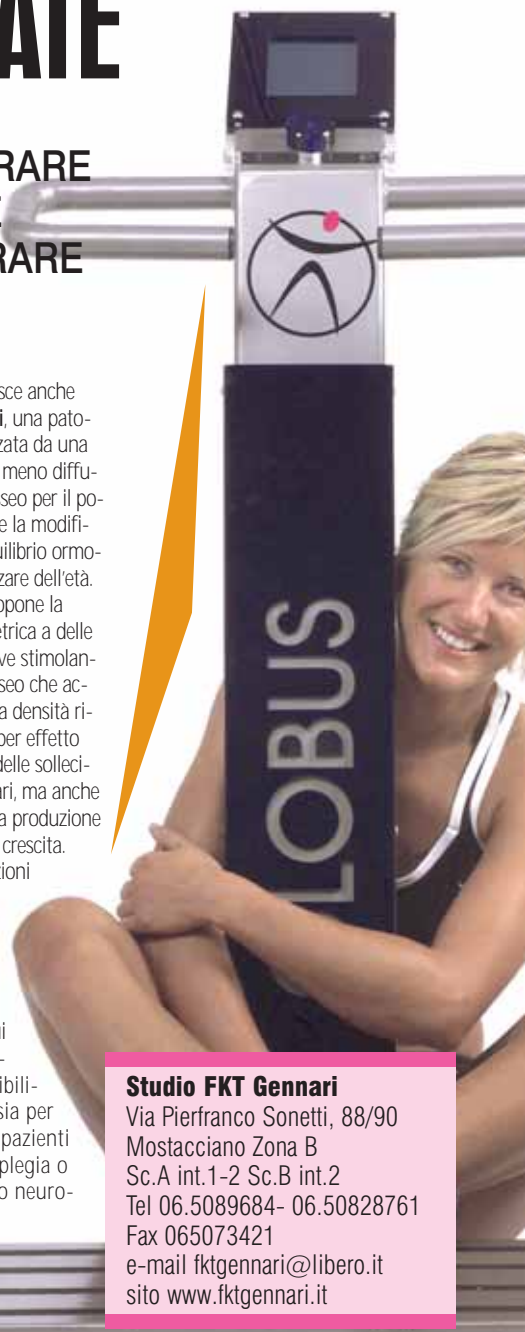 AIE
RARE
E
RARE
sce anche
i, una pato-
zata da una
meno diffu-
seo per il po-
e la modifi-
uilibrio ormo-
zare dell'età.
opone la
etrica a delle
ve stimolan-
seo che ac-
a densità ri-
per effetto
delle solleci-
ari, ma anche
a produzione
crescita.
ioni
ui
-
ibili-
sia per
pazienti
plegia o
o neuro-
LOBUS
Studio FKT Gennari
Via Pierfranco Sonetti, 88/90
Mostacciano Zona B
Sc.A int.1-2 Sc.B int.2
Tel 06.5089684- 06.50828761
Fax 065073421
e-mail fktgennari@libero.it
sito www.fktgennari.it